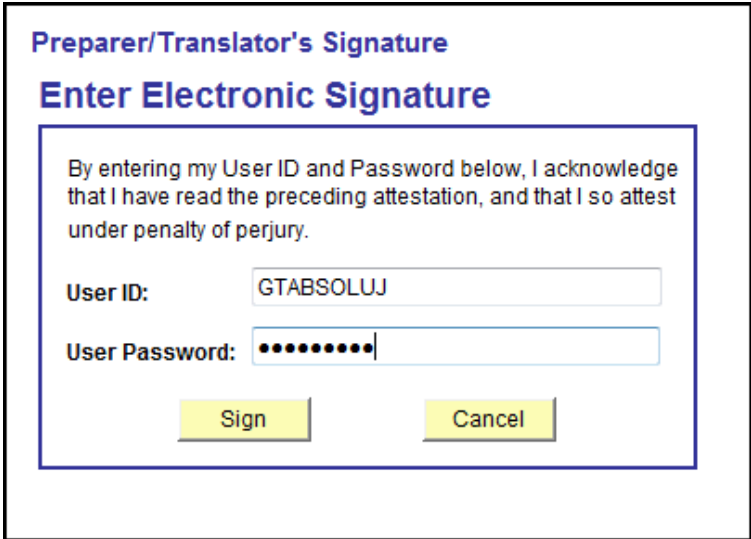 Preparer/Translator's Signature
Enter Electronic Signature
By entering my User ID and Password below, I acknowledge
that I have read the preceding attestation, and that I so attest
under penalty of perjury.
User ID: GTABSOLUJ
User Password: •••••••••
Sign Cancel